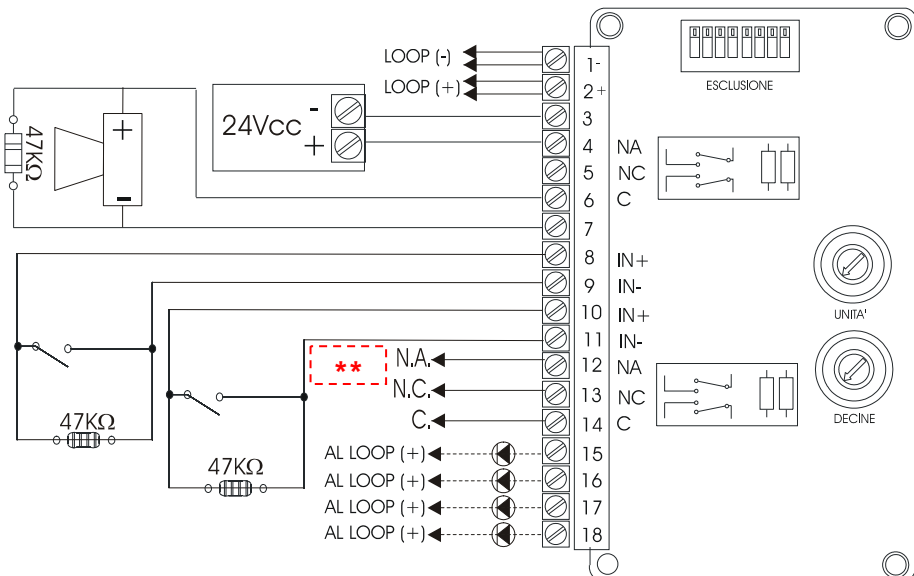 LOOP (-)
LOOP (+)
24Vcc
-
+
47KΩ
+
-
1-
2+
3
4 NA
5 NC
6 C
7
8 IN+
9 IN-
10 IN+
11 IN-
12 NA
13 NC
14 C
15
16
17
18
ESCLUSIONE
UNITA'
DECINE
**
N.A.
N.C.
C.
47KΩ
47KΩ
AL LOOP (+)
AL LOOP (+)
AL LOOP (+)
AL LOOP (+)